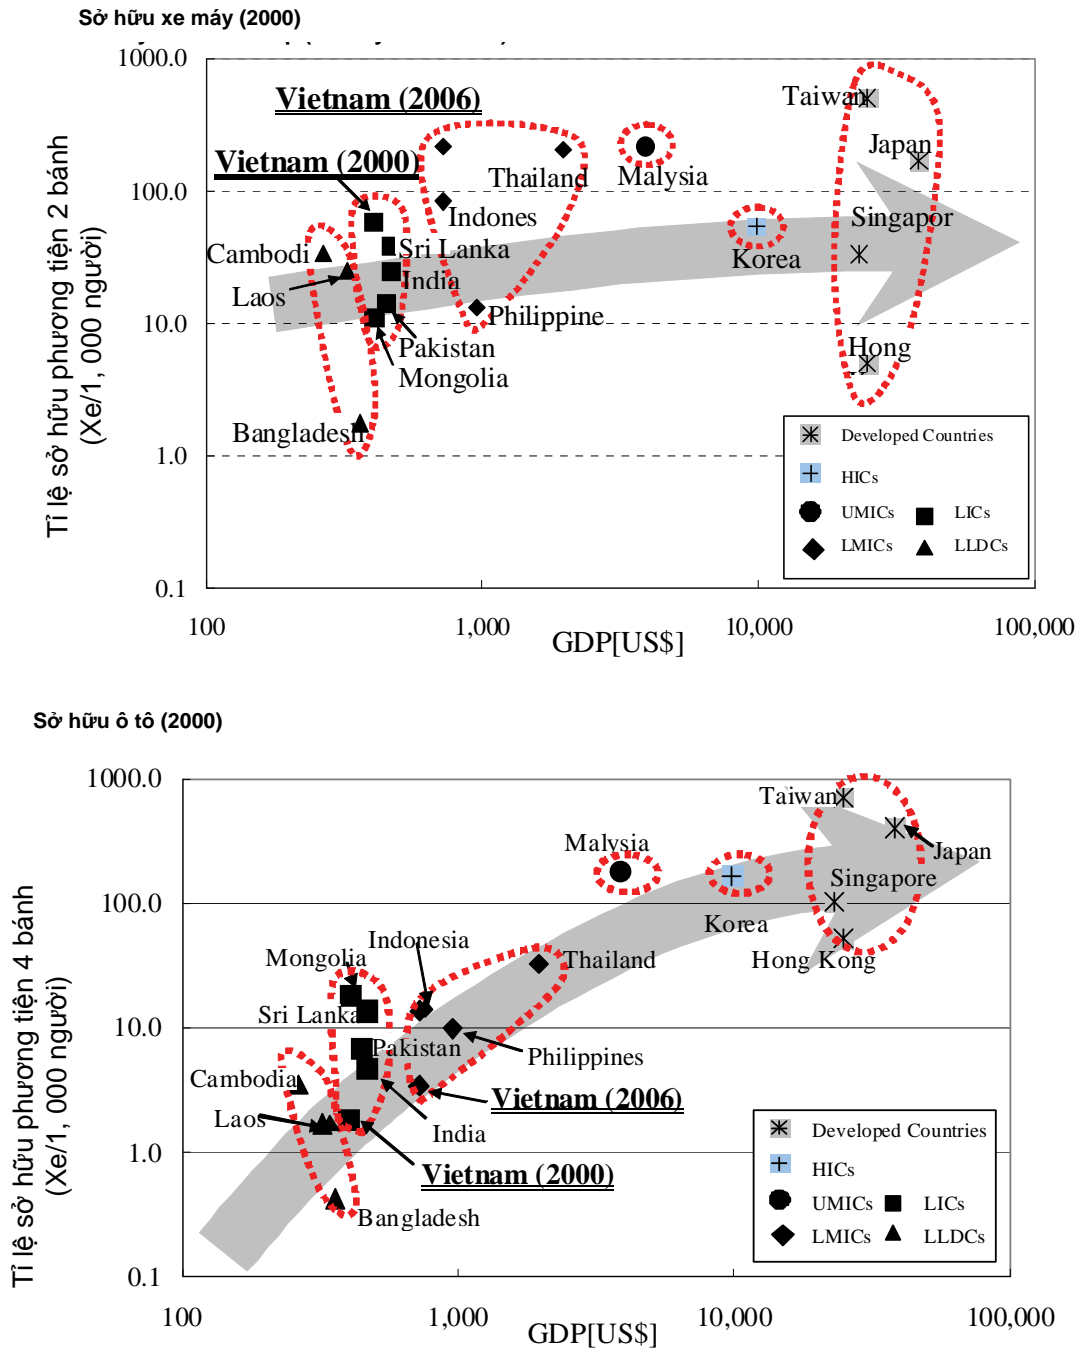 Sở hữu xe máy (2000)
1000.0
100.0
10.0
1.0
0.1
Tỉ lệ sở hữu phương tiện 2 bánh
(Xe/1, 000 người)
Vietnam (2006)
Vietnam (2000)
Taiwan
Japan
Thailand
Malysia
Indones
Singapor
Cambodi
Sri Lanka
Korea
Laos
India
Philippine
Hong
Pakistan
Mongolia
Bangladesh
Developed Countries
HICs
UMICs
LICs
LMICs
LLDCs
100
1,000
10,000
100,000
GDP[US$]
Sở hữu ô tô (2000)
1000.0
100.0
10.0
1.0
0.1
Tỉ lệ sở hữu phương tiện 4 bánh
(Xe/1, 000 người)
Taiwan
Malysia
Japan
Singapore
Korea
Indonesia
Mongolia
Thailand
Hong Kong
Sri Lanka
Pakistan
Philippines
Cambodia
Vietnam (2006)
Laos
India
Vietnam (2000)
Bangladesh
Developed Countries
HICs
UMICs
LICs
LMICs
LLDCs
100
1,000
10,000
100,000
GDP[US$]